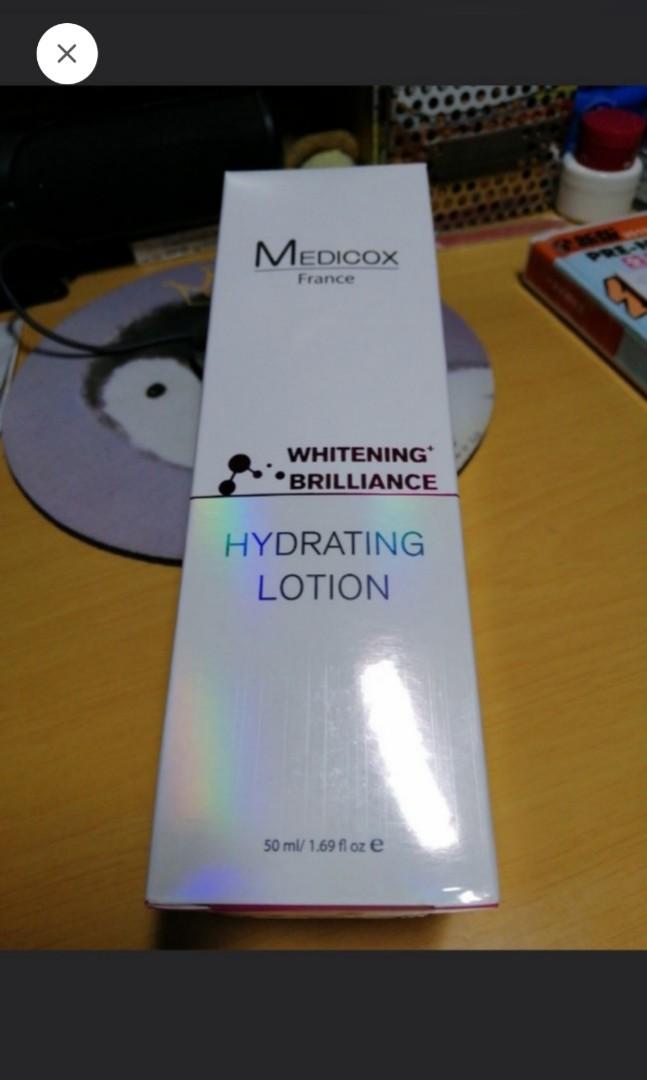 MEDICOX
France
WHITENING+
BRILLIANCE
HYDRATING
LOTION
50 ml/ 1.69 fl oz e